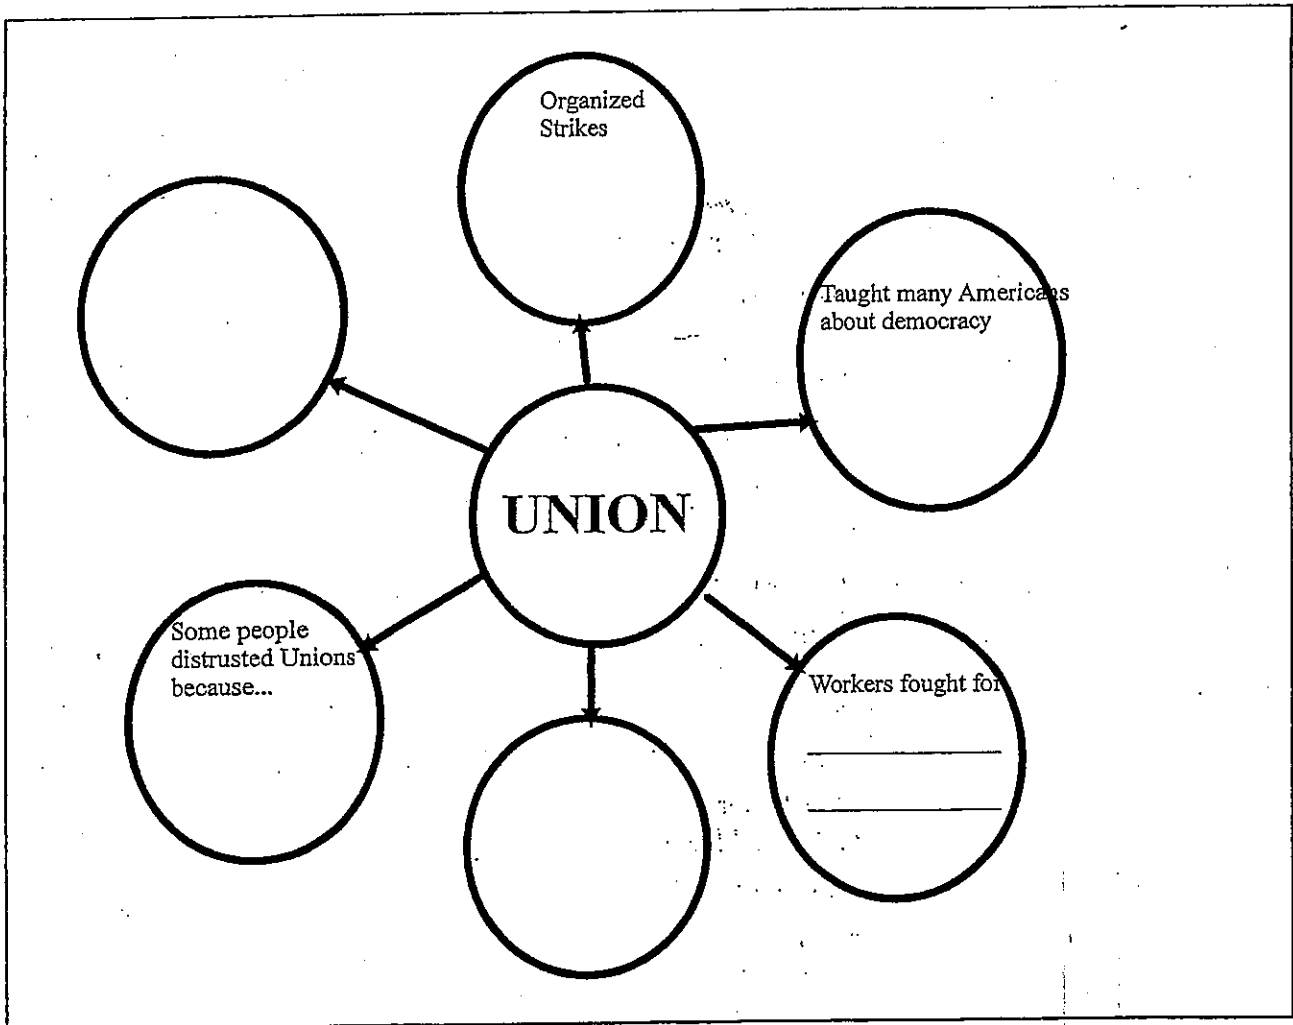 Organized
Strikes
Taught many Americans
about democracy
UNION
Some people
distrusted Unions
because...
Workers fought for